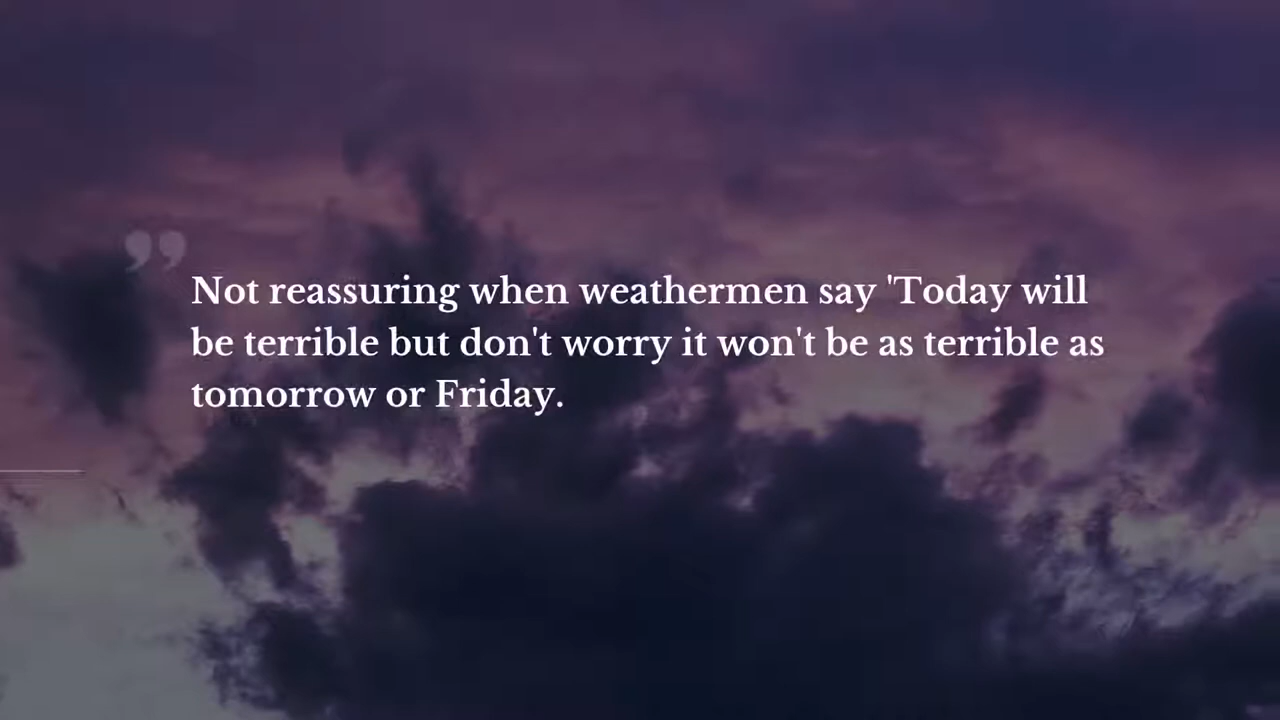 ”
Not reassuring when weathermen say 'Today will
be terrible but don't worry it won't be as terrible as
tomorrow or Friday.